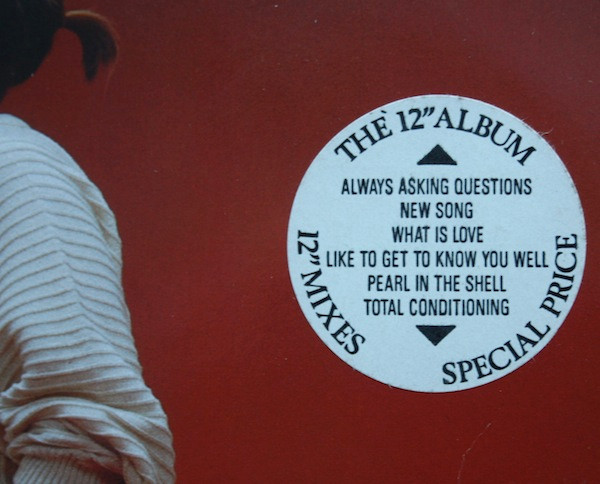 THE 12” ALBUM
ALWAYS ASKING QUESTIONS
NEW SONG
WHAT IS LOVE
LIKE TO GET TO KNOW YOU WELL
PEARL IN THE SHELL
TOTAL CONDITIONING
12” MIXES
SPECIAL PRICE